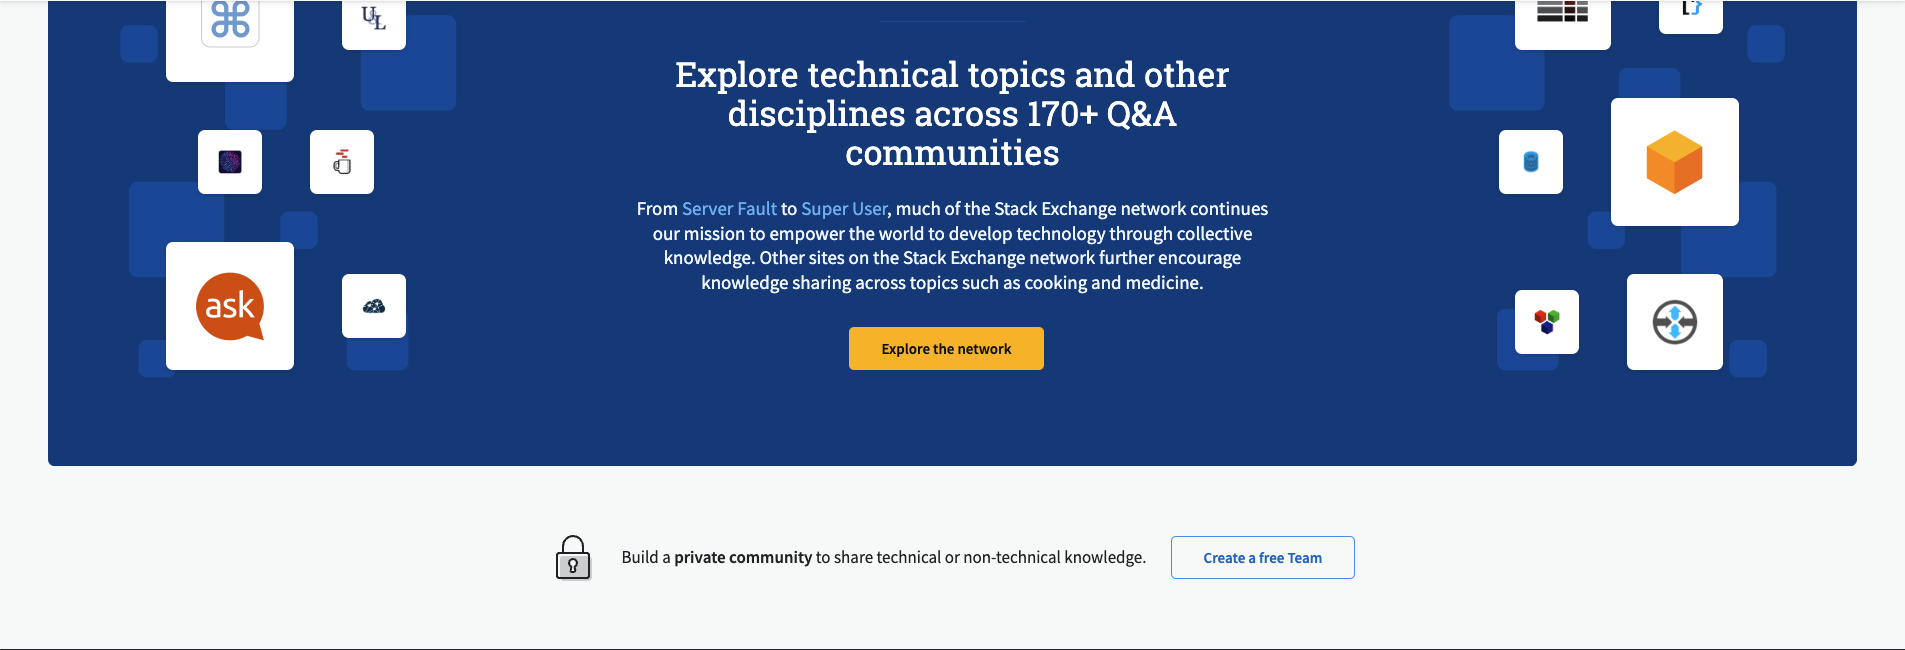 U&L
Explore technical topics and other
disciplines across 170+ Q&A
communities
From Server Fault to Super User, much of the Stack Exchange network continues
our mission to empower the world to develop technology through collective
knowledge. Other sites on the Stack Exchange network further encourage
knowledge sharing across topics such as cooking and medicine.
ask
Explore the network
Build a private community to share technical or non-technical knowledge.
Create a free Team